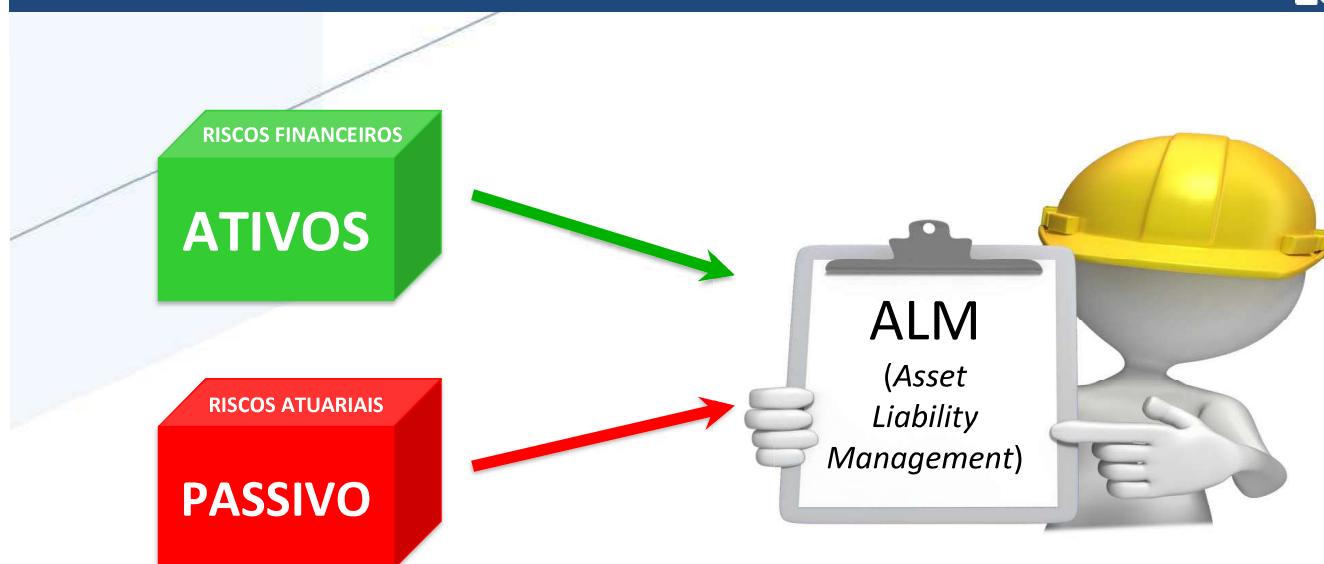 RISCOS FINANCEIROS
ATIVOS
RISCOS ATUARIAIS
PASSIVO
ALM
(Asset
Liability
Management)